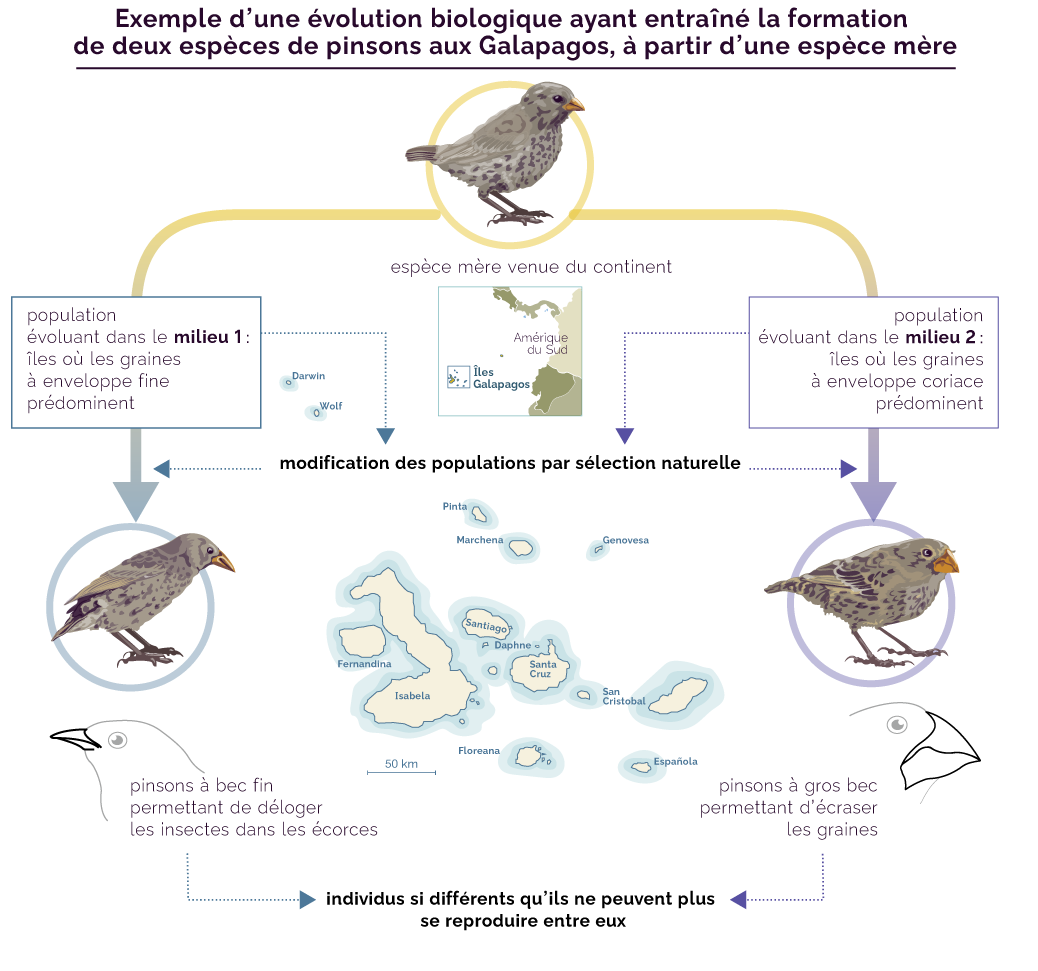 Exemple d'une évolution biologique ayant entraîné la formation
de deux espèces de pinsons aux Galapagos, à partir d'une espèce mère
espèce mère venue du continent
population
évoluant dans le milieu 1 :
îles où les graines
à enveloppe fine
prédominent
Darwin
Wolf
Amérique
du Sud
Îles
Galapagos
population
évoluant dans le milieu 2 :
îles où les graines
à enveloppe coriace
prédominent
modification des populations par sélection naturelle
Pinta
Marchena
Genovesa
Santiago
Daphne
Fernandina
Santa
Cruz
Isabela
San
Cristobal
Floreana
Española
50 km
pinsons à bec fin
permettant de déloger
les insectes dans les écorces
pinsons à gros bec
permettant d'écraser
les graines
individus si différents qu'ils ne peuvent plus
se reproduire entre eux